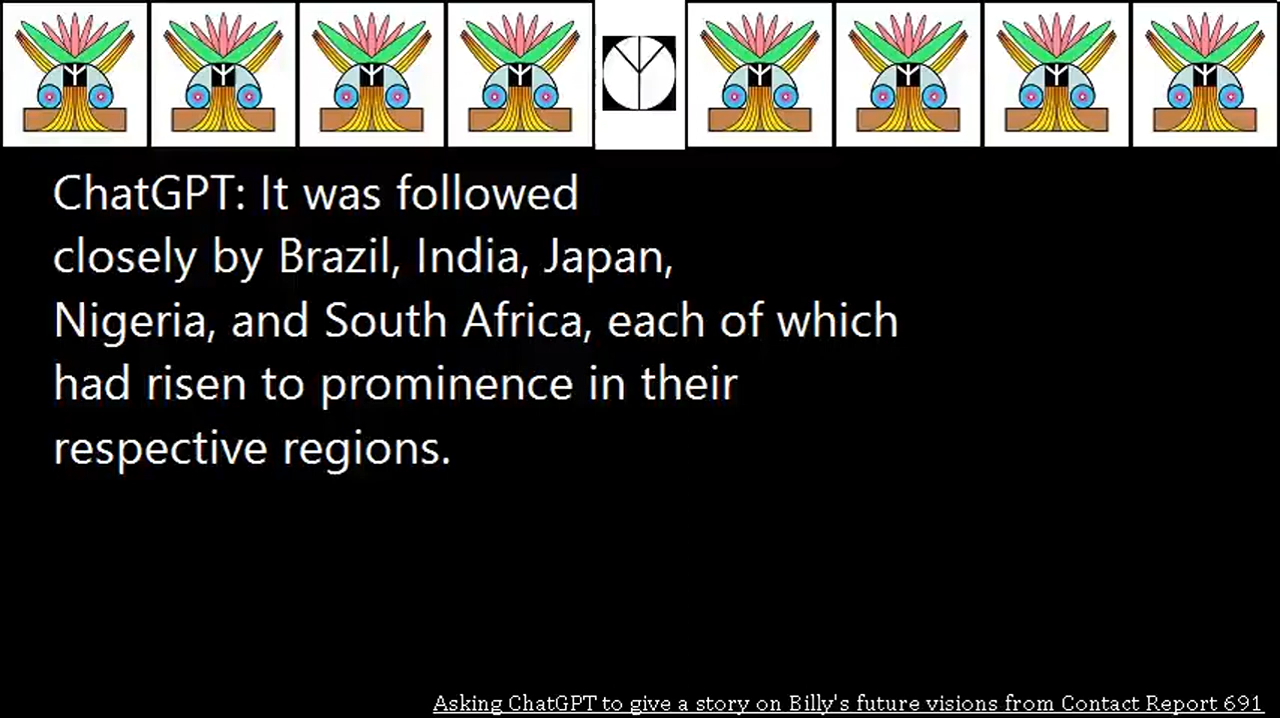 ChatGPT: It was followed
closely by Brazil, India, Japan,
Nigeria, and South Africa, each of which
had risen to prominence in their
respective regions.
Asking ChatGPT to give a story on Billy's future visions from Contact Report 691